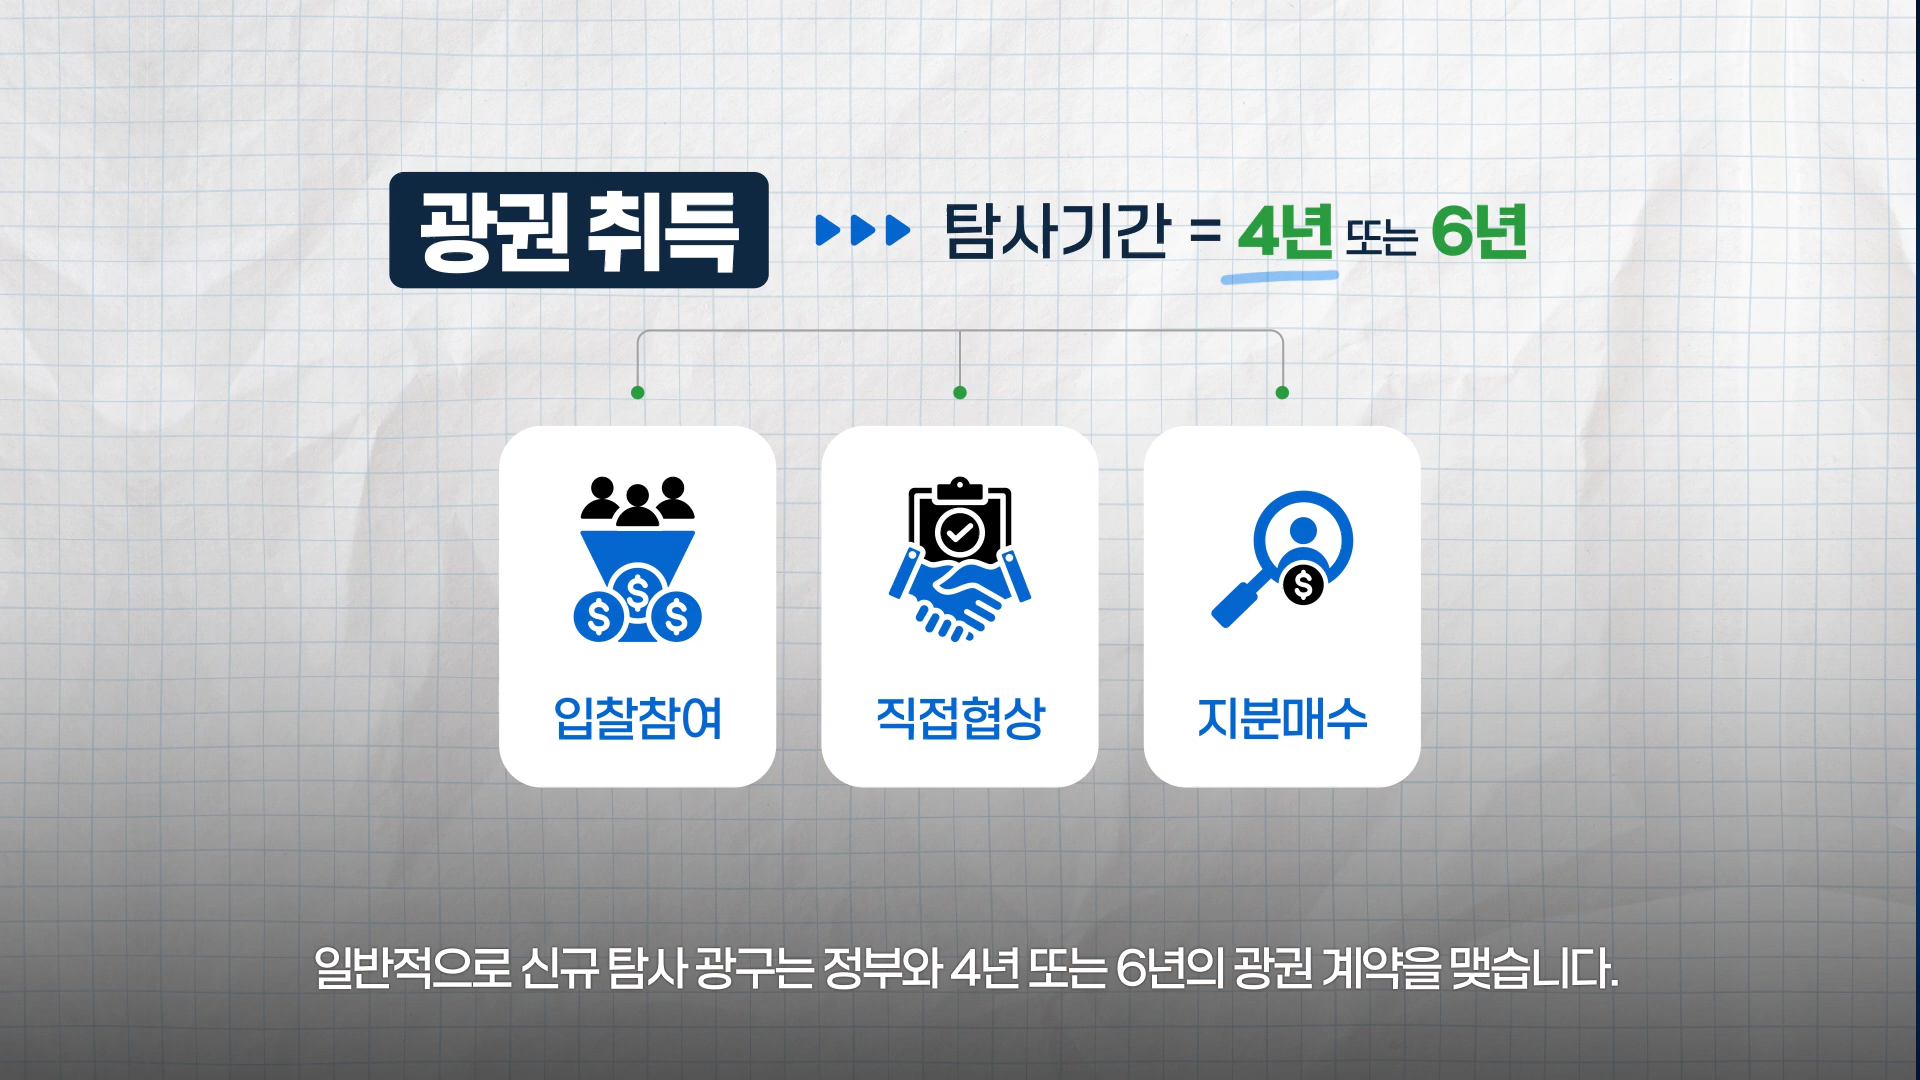 광권 취득
탐사기간 = 4년 또는 6년
입찰참여
직접협상
지분매수
일반적으로 신규 탐사 광구는 정부와 4년 또는 6년의 광권 계약을 맺습니다.